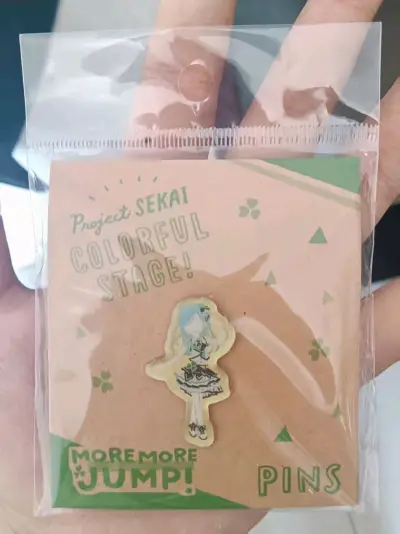 Project SEKAI
COLORFUL
STAGE!
MORE MORE
JUMP!
PINS